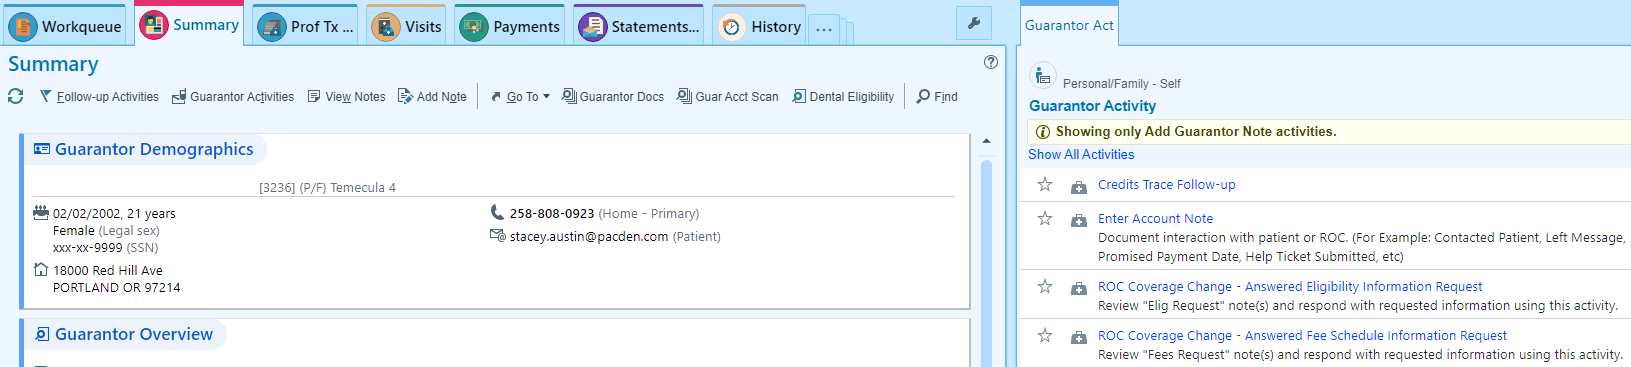 Workqueue
Summary
Prof Tx ...
Visits
Payments
Statements...
History
...
Summary
Follow-up Activities
Guarantor Activities
View Notes
Add Note
Go To
Guarantor Docs
Guar Acct Scan
Dental Eligibility
Find
Guarantor Demographics
[3236] (P/F) Temecula 4
02/02/2002, 21 years
Female (Legal sex)
xxx-xx-9999 (SSN)
18000 Red Hill Ave
PORTLAND OR 97214
258-808-0923 (Home - Primary)
stacey.austin@pacden.com (Patient)
Guarantor Overview
Guarantor Act
Personal/Family - Self
Guarantor Activity
Showing only Add Guarantor Note activities.
Show All Activities
Credits Trace Follow-up
Enter Account Note
Document interaction with patient or ROC. (For Example: Contacted Patient, Left Message,
Promised Payment Date, Help Ticket Submitted, etc)
ROC Coverage Change - Answered Eligibility Information Request
Review "Elig Request" note(s) and respond with requested information using this activity.
ROC Coverage Change - Answered Fee Schedule Information Request
Review "Fees Request" note(s) and respond with requested information using this activity.